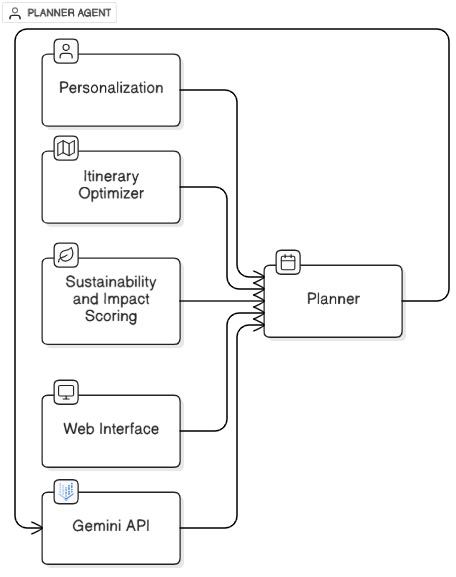 PLANNER AGENT
Personalization
Itinerary
Optimizer
Sustainability
and Impact
Scoring
Planner
Web Interface
Gemini API